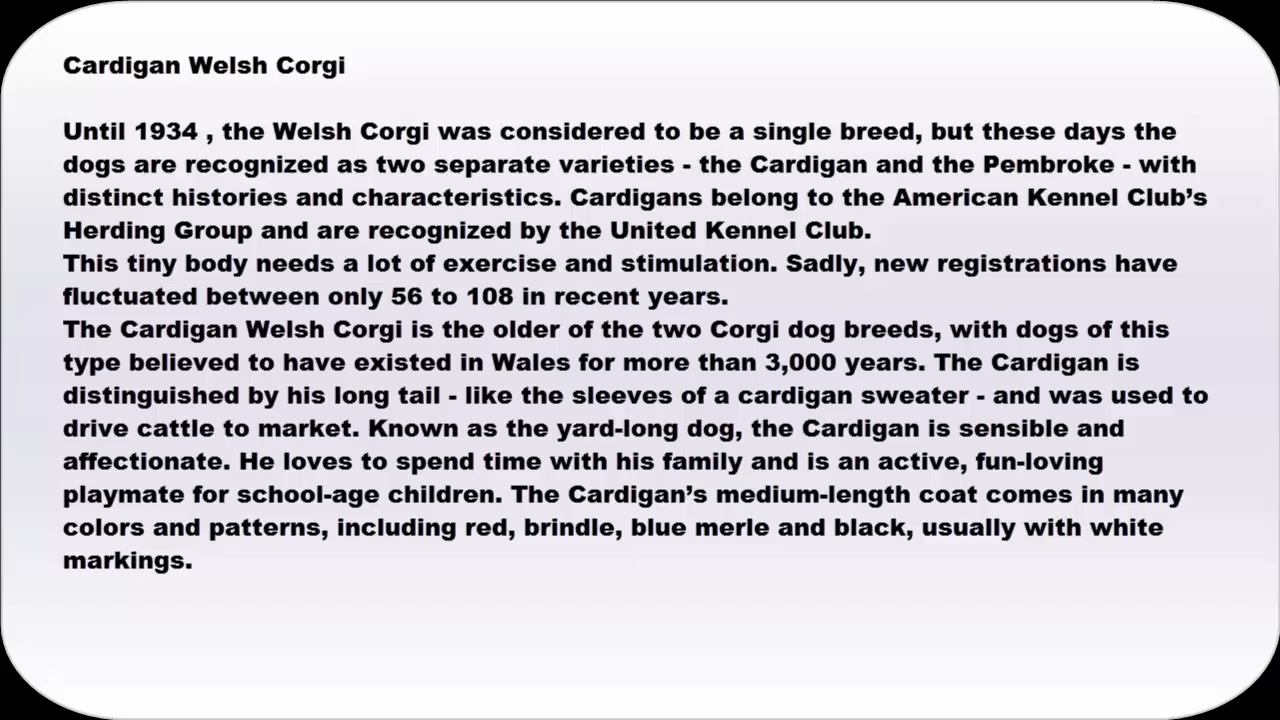 Cardigan Welsh Corgi
Until 1934 , the Welsh Corgi was considered to be a single breed, but these days the
dogs are recognized as two separate varieties - the Cardigan and the Pembroke - with
distinct histories and characteristics. Cardigans belong to the American Kennel Club’s
Herding Group and are recognized by the United Kennel Club.
This tiny body needs a lot of exercise and stimulation. Sadly, new registrations have
fluctuated between only 56 to 108 in recent years.
The Cardigan Welsh Corgi is the older of the two Corgi dog breeds, with dogs of this
type believed to have existed in Wales for more than 3,000 years. The Cardigan is
distinguished by his long tail - like the sleeves of a cardigan sweater - and was used to
drive cattle to market. Known as the yard-long dog, the Cardigan is sensible and
affectionate. He loves to spend time with his family and is an active, fun-loving
playmate for school-age children. The Cardigan’s medium-length coat comes in many
colors and patterns, including red, brindle, blue merle and black, usually with white
markings.